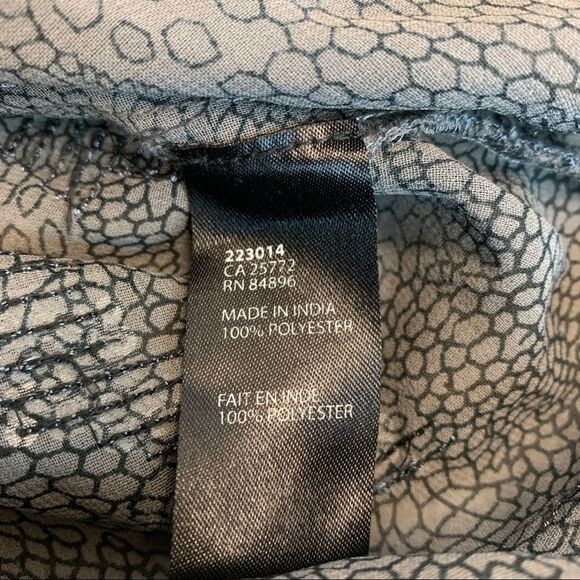 223014
CA 25772
RN 84896
MADE IN INDIA
100% POLYESTER
FAIT EN INDE
100% POLYESTER